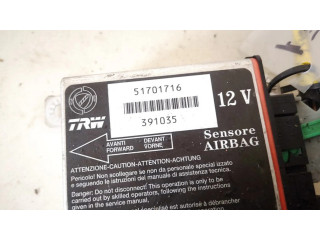 51701716
12 V
TRW
391035
AVANTI
FORWARD
DEVANT
VORNE
Sensore
AIRBAG
ATTENZIONE-CAUTION-ATTENTION-ACHTUNG
Pericolo! Non scollegare se non da personale specializzato
e seguendo le istruzioni del manuale di assistenza
Danger: Do not disconnect! This operation is only to be
carried out by skilled operators, following the instructions
given in the service manual.
être débrancher